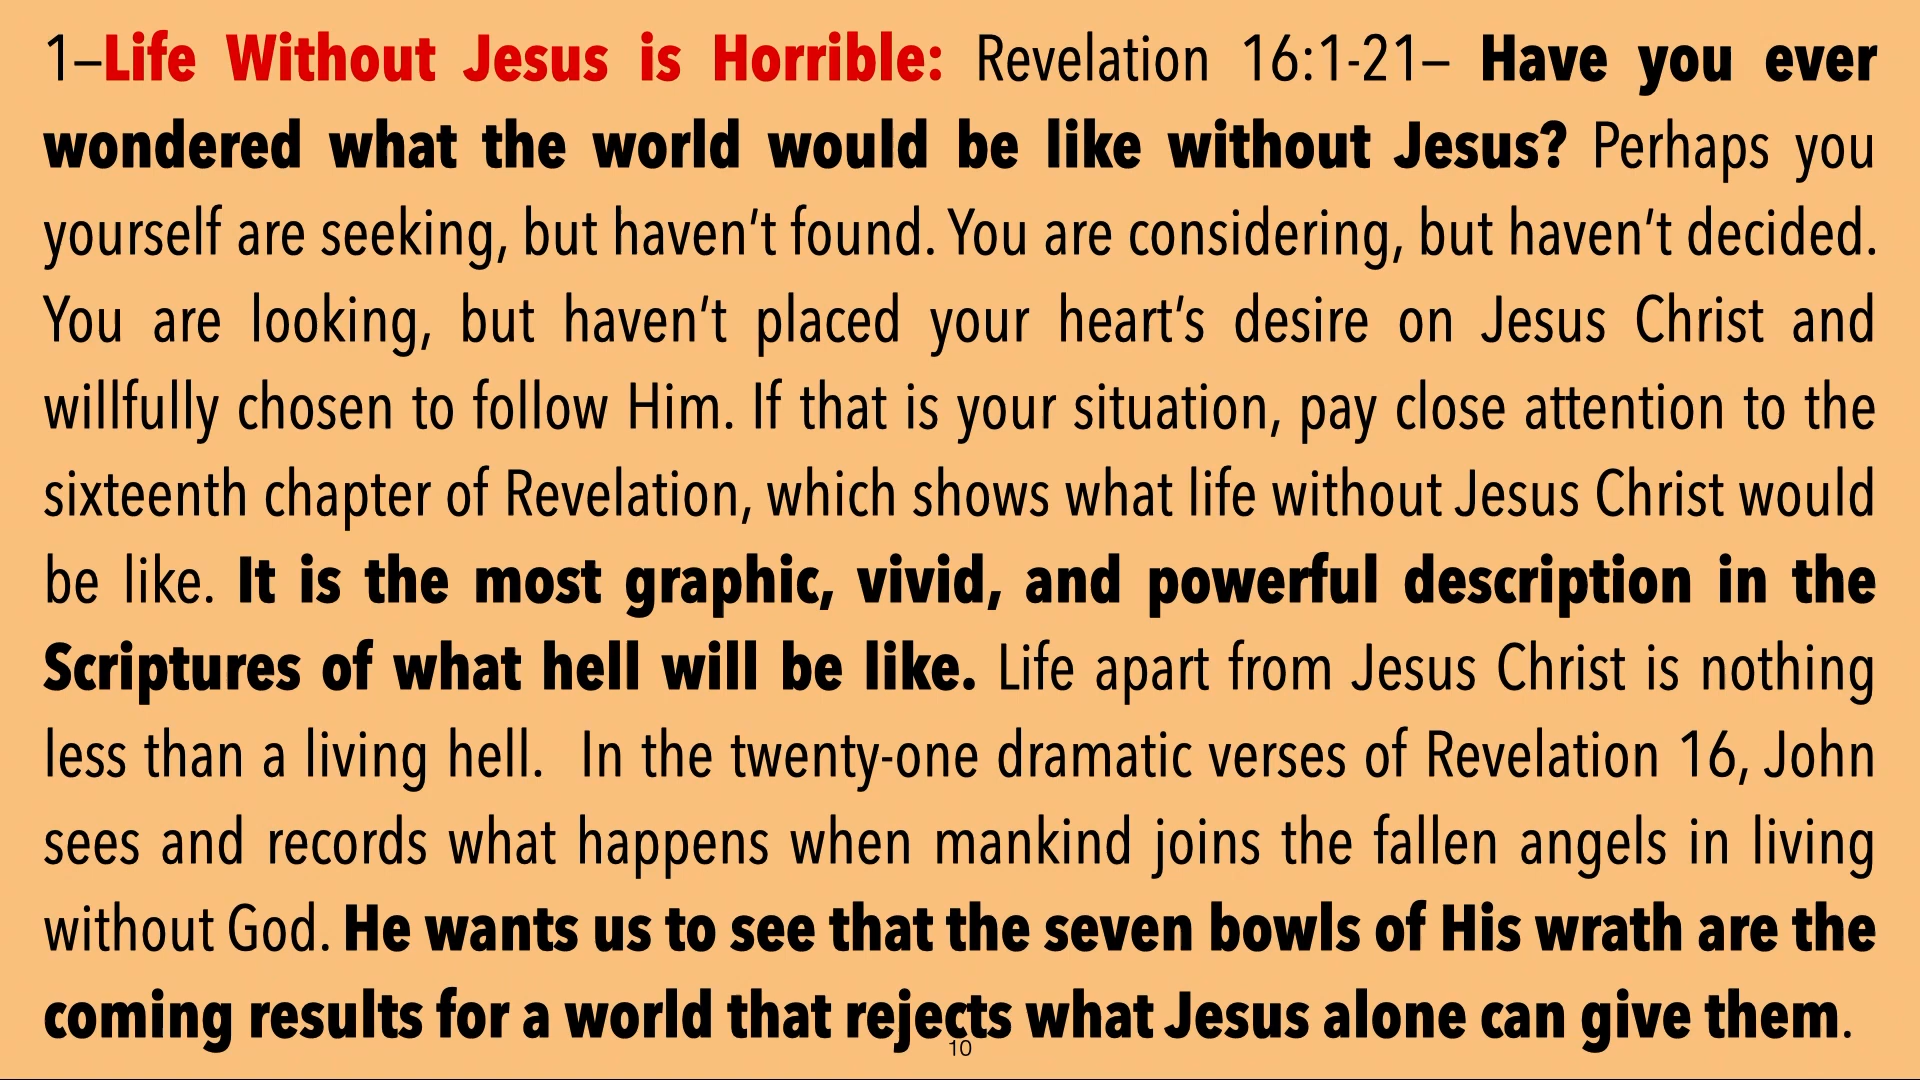 1–Life Without Jesus is Horrible: Revelation 16:1-21– Have you ever
wondered what the world would be like without Jesus? Perhaps you
yourself are seeking, but haven’t found. You are considering, but haven’t decided.
You are looking, but haven’t placed your heart’s desire on Jesus Christ and
willfully chosen to follow Him. If that is your situation, pay close attention to the
sixteenth chapter of Revelation, which shows what life without Jesus Christ would
be like. It is the most graphic, vivid, and powerful description in the
Scriptures of what hell will be like. Life apart from Jesus Christ is nothing
less than a living hell.  In the twenty-one dramatic verses of Revelation 16, John
sees and records what happens when mankind joins the fallen angels in living
without God. He wants us to see that the seven bowls of His wrath are the
coming results for a world that rejects what Jesus alone can give them.
10